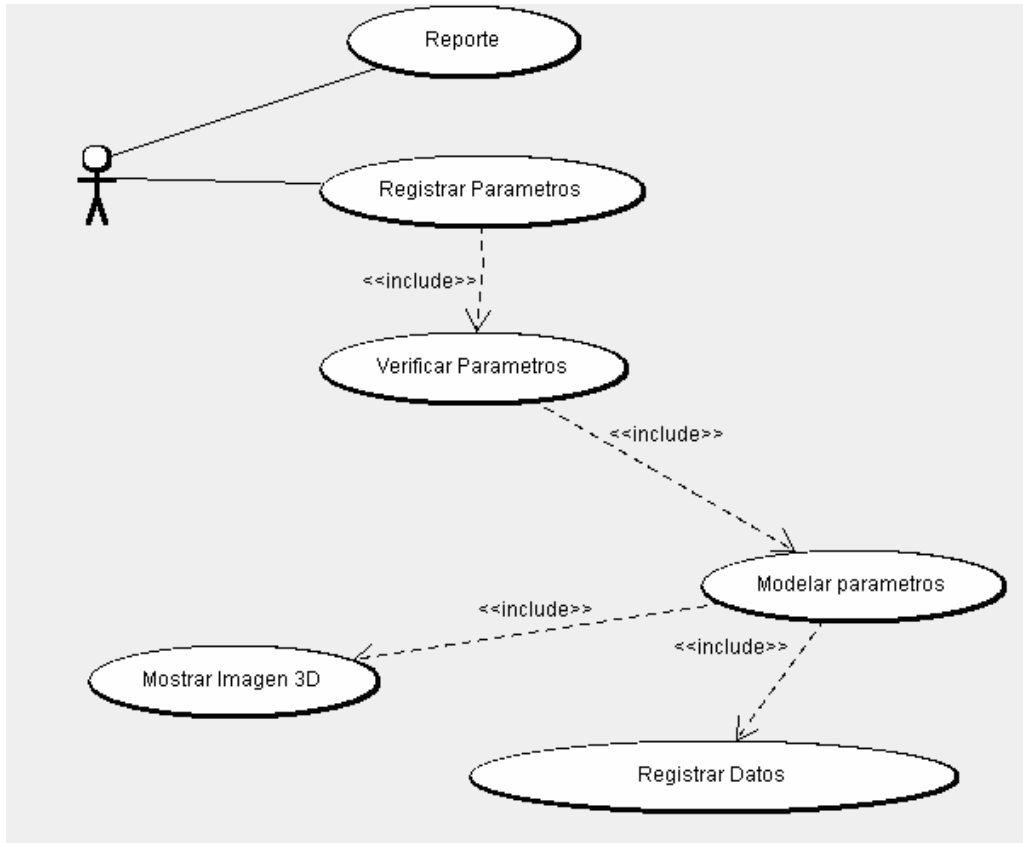 Reporte
Registrar Parametros
<<include>>
Verificar Parametros
<<include>>
Modelar parametros
<<include>>
<<include>>
Mostrar Imagen 3D
Registrar Datos